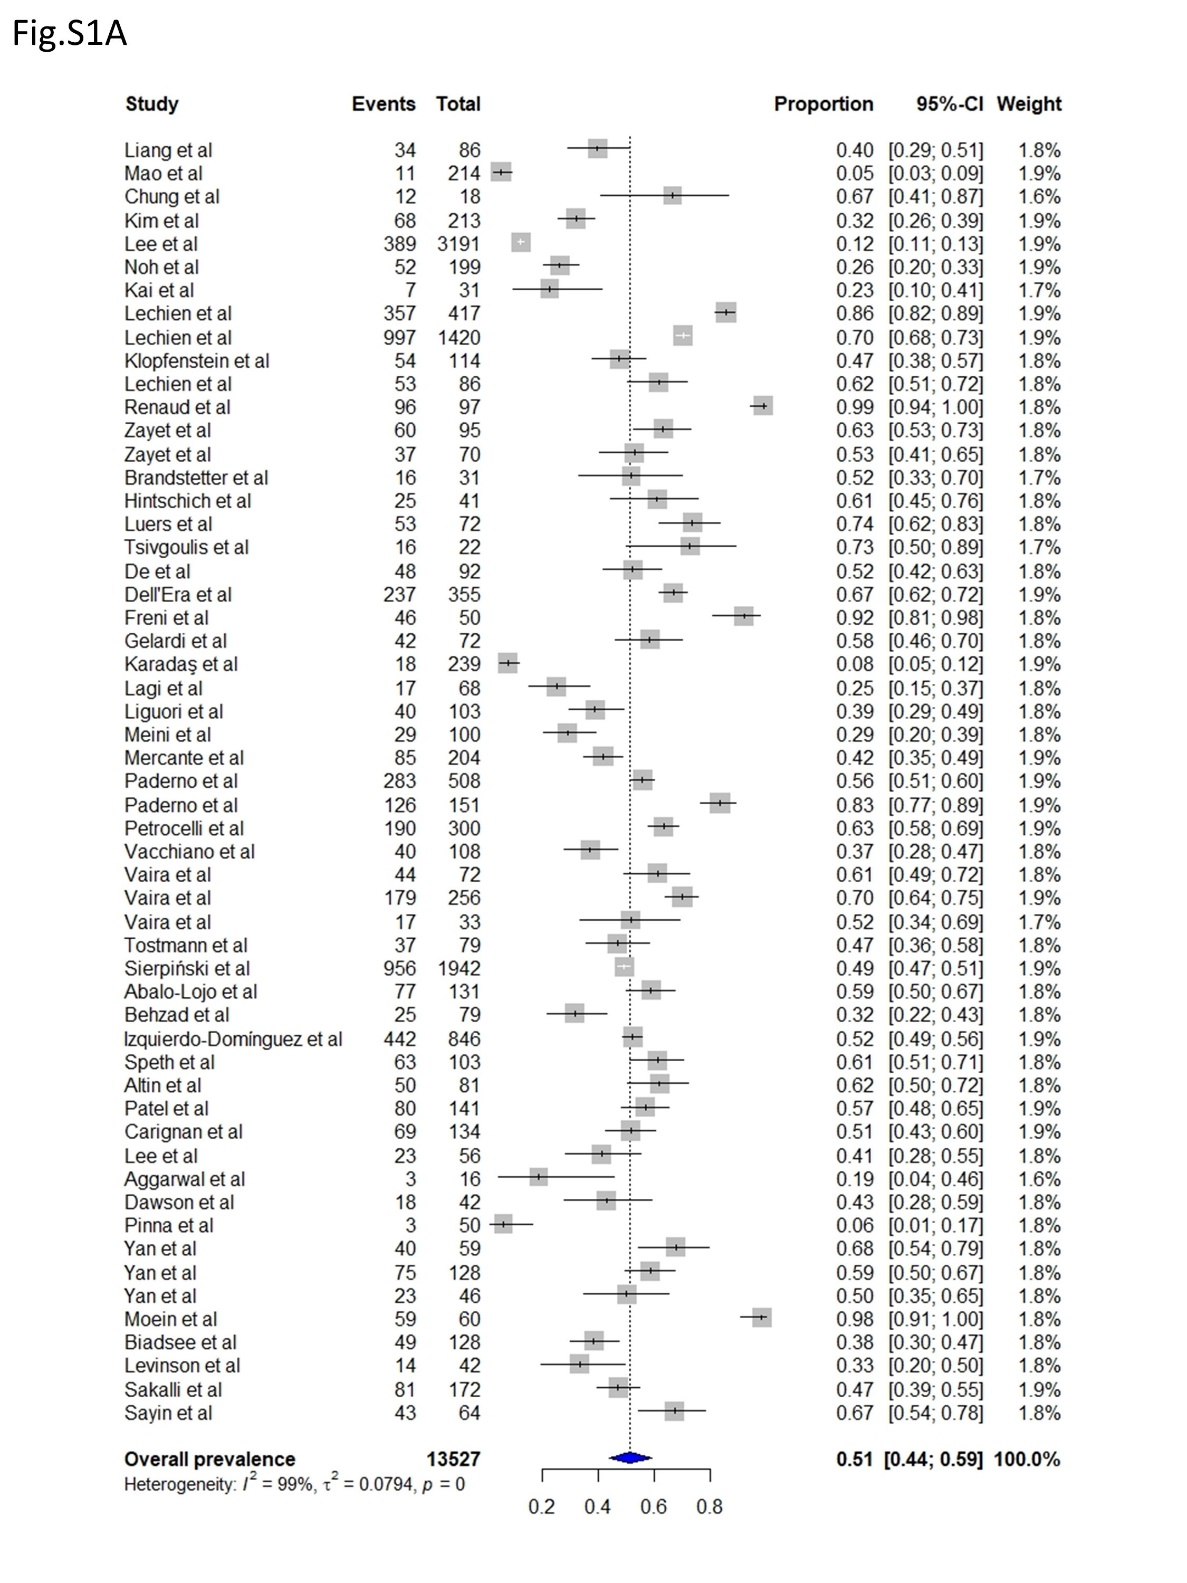 Fig.S1A
Study Events Total Proportion 95%-CI Weight
Liang et al 34 86 0.40 [0.29; 0.51] 1.8%
Mao et al 11 214 0.05 [0.03; 0.09] 1.9%
Chung et al 12 18 0.67 [0.41; 0.87] 1.6%
Kim et al 68 213 0.32 [0.26; 0.39] 1.9%
Lee et al 389 3191 0.12 [0.11; 0.13] 1.9%
Noh et al 52 199 0.26 [0.20; 0.33] 1.9%
Kai et al 7 31 0.23 [0.10; 0.41] 1.7%
Lechien et al 357 417 0.86 [0.82; 0.89] 1.9%
Lechien et al 997 1420 0.70 [0.68; 0.73] 1.9%
Klopfenstein et al 54 114 0.47 [0.38; 0.57] 1.8%
Lechien et al 53 86 0.62 [0.51; 0.72] 1.8%
Renaud et al 96 97 0.99 [0.94; 1.00] 1.8%
Zayet et al 60 95 0.63 [0.53; 0.73] 1.8%
Zayet et al 37 70 0.53 [0.41; 0.65] 1.8%
Brandstetter et al 16 31 0.52 [0.33; 0.70] 1.7%
Hintschich et al 25 41 0.61 [0.45; 0.76] 1.8%
Luers et al 53 72 0.74 [0.62; 0.83] 1.8%
Tsivgoulis et al 16 22 0.73 [0.50; 0.89] 1.7%
De et al 48 92 0.52 [0.42; 0.63] 1.8%
Dell'Era et al 237 355 0.67 [0.62; 0.72] 1.9%
Freni et al 46 50 0.92 [0.81; 0.98] 1.8%
Gelardi et al 42 72 0.58 [0.46; 0.70] 1.8%
Karadaş et al 18 239 0.08 [0.05; 0.12] 1.9%
Lagi et al 17 68 0.25 [0.15; 0.37] 1.8%
Liguori et al 40 103 0.39 [0.29; 0.49] 1.8%
Meini et al 29 100 0.29 [0.20; 0.39] 1.8%
Mercante et al 85 204 0.42 [0.35; 0.49] 1.9%
Paderno et al 283 508 0.56 [0.51; 0.60] 1.9%
Paderno et al 126 151 0.83 [0.77; 0.89] 1.9%
Petrocelli et al 190 300 0.63 [0.58; 0.69] 1.9%
Vacchiano et al 40 108 0.37 [0.28; 0.47] 1.8%
Vaira et al 44 72 0.61 [0.49; 0.72] 1.8%
Vaira et al 179 256 0.70 [0.64; 0.75] 1.9%
Vaira et al 17 33 0.52 [0.34; 0.69] 1.7%
Tostmann et al 37 79 0.47 [0.36; 0.58] 1.8%
Sierpiński et al 956 1942 0.49 [0.47; 0.51] 1.9%
Abalo-Lojo et al 77 131 0.59 [0.50; 0.67] 1.8%
Behzad et al 25 79 0.32 [0.22; 0.43] 1.8%
Izquierdo-Domínguez et al 442 846 0.52 [0.49; 0.56] 1.9%
Speth et al 63 103 0.61 [0.51; 0.71] 1.8%
Altin et al 50 81 0.62 [0.50; 0.72] 1.8%
Patel et al 80 141 0.57 [0.48; 0.65] 1.9%
Carignan et al 69 134 0.51 [0.43; 0.60] 1.9%
Lee et al 23 56 0.41 [0.28; 0.55] 1.8%
Aggarwal et al 3 16 0.19 [0.04; 0.46] 1.6%
Dawson et al 18 42 0.43 [0.28; 0.59] 1.8%
Pinna et al 3 50 0.06 [0.01; 0.17] 1.8%
Yan et al 40 59 0.68 [0.54; 0.79] 1.8%
Yan et al 75 128 0.59 [0.50; 0.67] 1.8%
Yan et al 23 46 0.50 [0.35; 0.65] 1.8%
Moein et al 59 60 0.98 [0.91; 1.00] 1.8%
Biadsee et al 49 128 0.38 [0.30; 0.47] 1.8%
Levinson et al 14 42 0.33 [0.20; 0.50] 1.8%
Sakalli et al 81 172 0.47 [0.39; 0.55] 1.9%
Sayin et al 43 64 0.67 [0.54; 0.78] 1.8%
Overall prevalence 13527 0.51 [0.44; 0.59] 100.0%
Heterogeneity: I² = 99%, τ² = 0.0794, p = 0
0.2 0.4 0.6 0.8